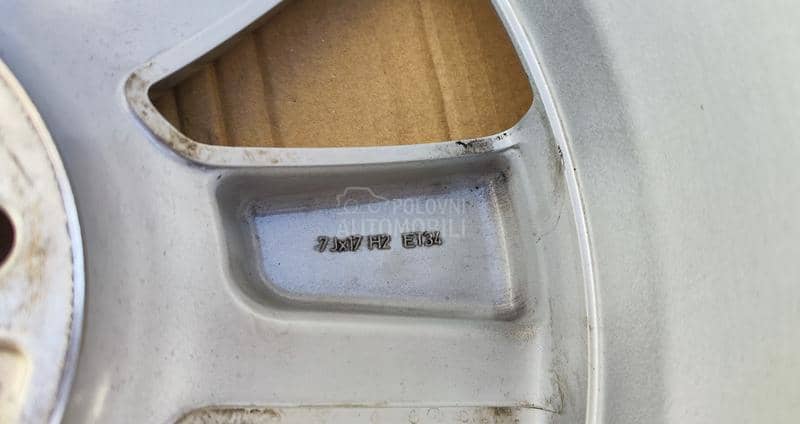 POLOVNI
AUTOMOBILI
7Jx17 H2 ET34